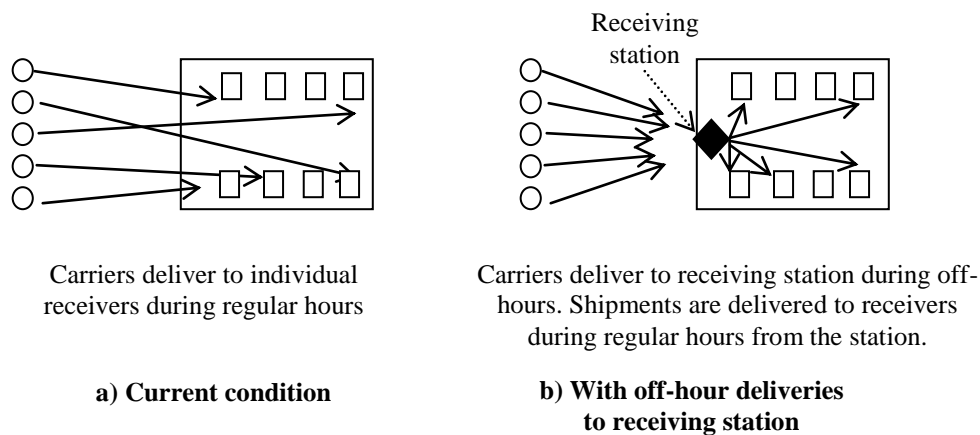 Receiving
station
Carriers deliver to individual
receivers during regular hours
Carriers deliver to receiving station during off-
hours. Shipments are delivered to receivers
during regular hours from the station.
a) Current condition
b) With off-hour deliveries
to receiving station